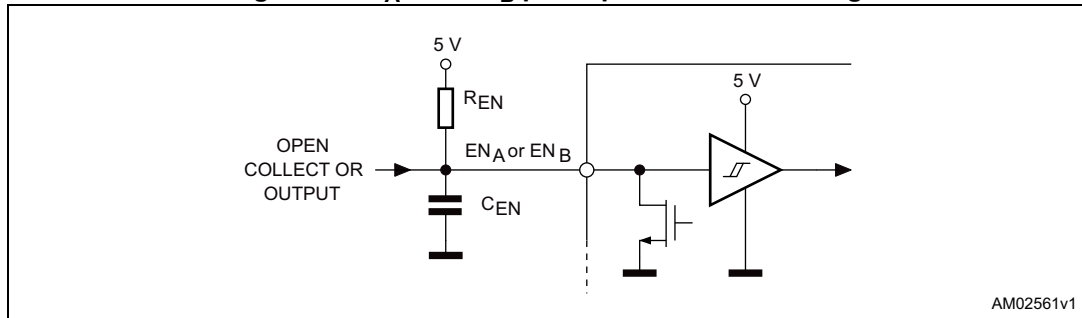 5 V
5 V
R_EN
OPEN
COLLECT OR
OUTPUT
EN_A or EN_B
C_EN
AM02561v1